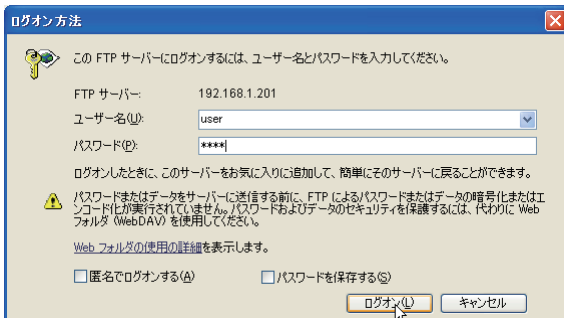 ログオン方法
この FTP サーバーにログオンするには、ユーザー名とパスワードを入力してください。
FTP サーバー: 192.168.1.201
ユーザー名(U): user
パスワード(P): ****
ログオンしたときに、このサーバーをお気に入りに追加して、簡単にそのサーバーに戻ることができます。
パスワードまたはデータをサーバーに送信する前に、FTP によるパスワードまたはデータの暗号化またはエ
ンコード化が実行されていません。パスワードおよびデータのセキュリティを保護するには、代わりに Web
フォルダ (WebDAV) を使用してください。
Web フォルダの使用の詳細を表示します。
匿名でログオンする(A) パスワードを保存する(S)
ログオン(L) キャンセル